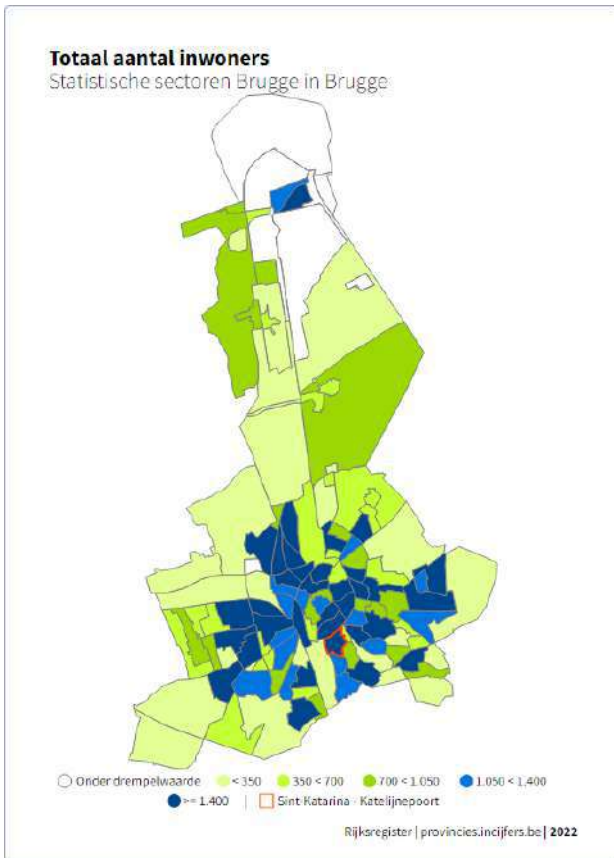 Totaal aantal inwoners
Statistische sectoren Brugge in Brugge
Onder drempelwaarde < 350 350 < 700 700 < 1.050 1.050 < 1.400
>= 1.400 | Sint-Katarina - Katelijnepoort
Rijksregister | provincies.incijfers.be | 2022